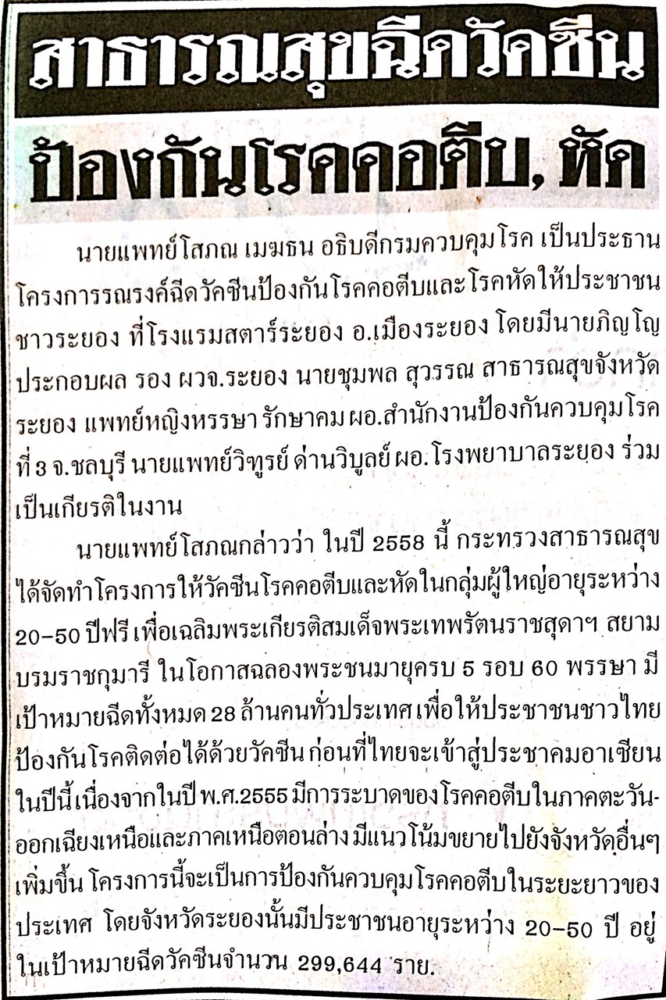 สาธารณสุขฉีดวัคซีน
ป้องกันโรคคอตีบ, หัด
นายแพทย์โสภณ เมฆธน อธิบดีกรมควบคุมโรค เป็นประธาน
โครงการรณรงค์ฉีดวัคซีนป้องกันโรคคอตีบและโรคหัดให้ประชาชน
ชาวระยอง ที่โรงแรมสตาร์ระยอง อ.เมืองระยอง โดยมีนายภิญโญ
ประกอบผล รอง ผวจ.ระยอง นายชุมพล สุวรรณ สาธารณสุขจังหวัด
ระยอง แพทย์หญิงหรรษา รักษาคม ผอ.สำนักงานป้องกันควบคุมโรค
ที่ 3 จ.ชลบุรี นายแพทย์วิฑูรย์ ด่านวิบูลย์ ผอ.โรงพยาบาลระยอง ร่วม
เป็นเกียรติในงาน
นายแพทย์โสภณกล่าวว่า ในปี 2558 นี้ กระทรวงสาธารณสุข
ได้จัดทำโครงการให้วัคซีนโรคคอตีบและหัดในกลุ่มผู้ใหญ่อายุระหว่าง
20-50 ปีฟรี เพื่อเฉลิมพระเกียรติสมเด็จพระเทพรัตนราชสุดาฯ สยาม
บรมราชกุมารี ในโอกาสฉลองพระชนมายุครบ 5 รอบ 60 พรรษา มี
เป้าหมายฉีดทั้งหมด 28 ล้านคนทั่วประเทศ เพื่อให้ประชาชนชาวไทย
ป้องกันโรคติดต่อได้ด้วยวัคซีน ก่อนที่ไทยจะเข้าสู่ประชาคมอาเซียน
ในปีนี้ เนื่องจากในปี พ.ศ.2555 มีการระบาดของโรคคอตีบในภาคตะวัน-
ออกเฉียงเหนือและภาคเหนือตอนล่าง มีแนวโน้มขยายไปยังจังหวัดอื่นๆ
เพิ่มขึ้น โครงการนี้จะเป็นการป้องกันควบคุมโรคคอตีบในระยะยาวของ
ประเทศ โดยจังหวัดระยองนั้นมีประชาชนอายุระหว่าง 20-50 ปี อยู่
ในเป้าหมายฉีดวัคซีนจำนวน 299,644 ราย.